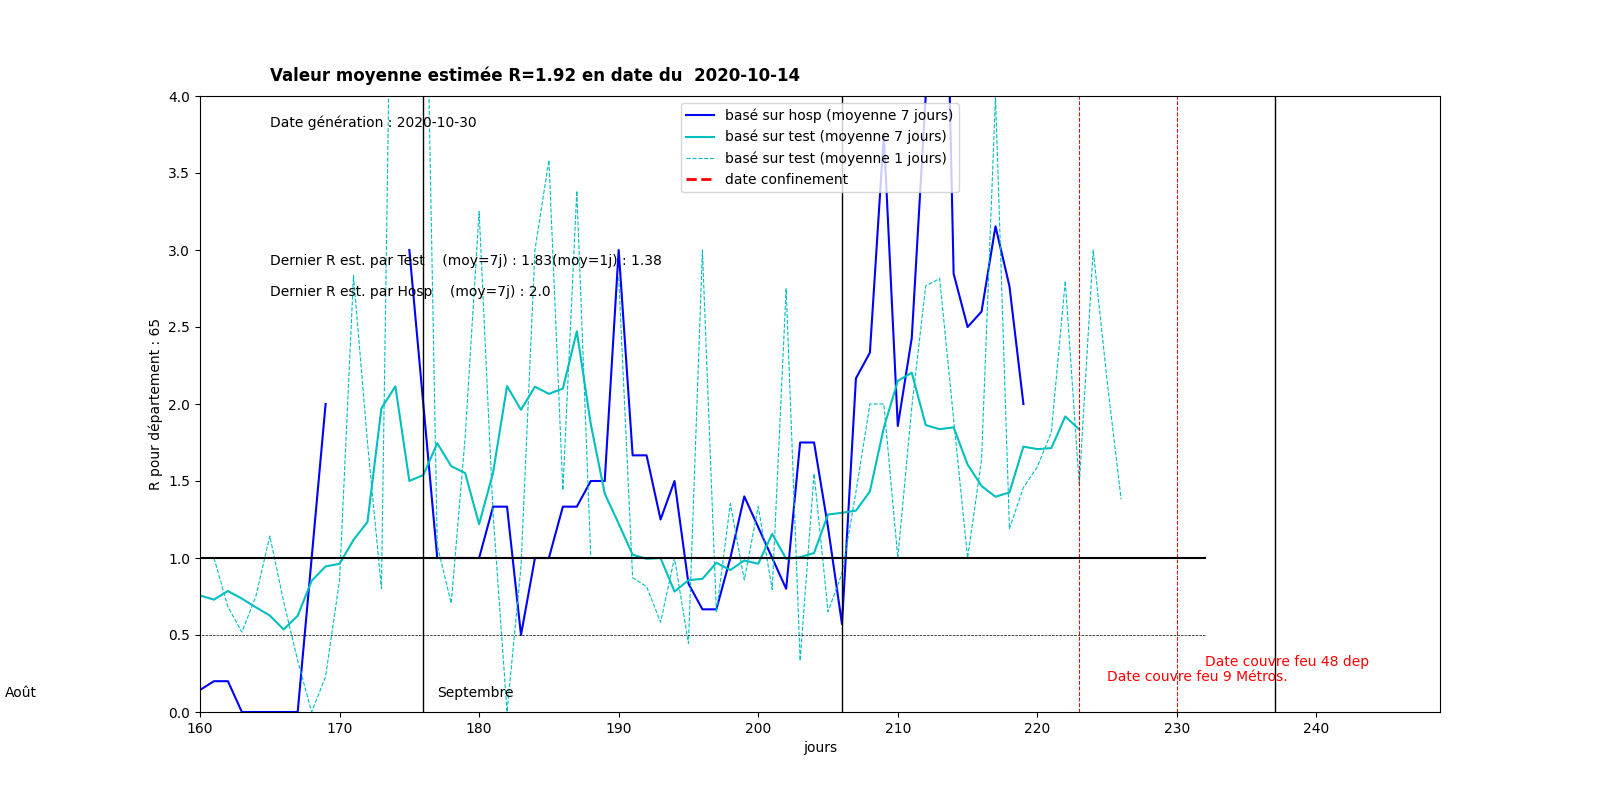 Valeur moyenne estimée R=1.92 en date du  2020-10-14
Date génération : 2020-10-30
basé sur hosp (moyenne 7 jours)
basé sur test (moyenne 7 jours)
basé sur test (moyenne 1 jours)
date confinement
Dernier R est. par Test    (moy=7j) : 1.83(moy=1j) : 1.38
Dernier R est. par Hosp    (moy=7j) : 2.0
R pour département : 65
4.0
3.5
3.0
2.5
2.0
1.5
1.0
0.5
0.0
Date couvre feu 48 dep
Date couvre feu 9 Métros.
Août
Septembre
160 170 180 190 200 210 220 230 240
jours